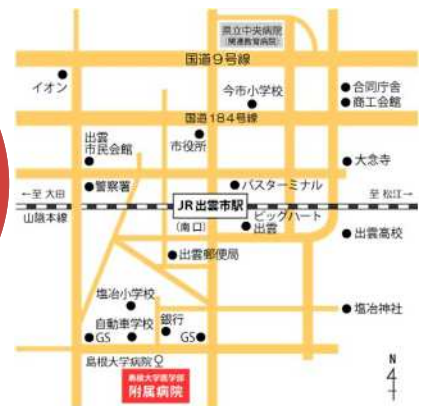 県立中央病院
(関連教育病院)
国道9号線
イオン
今市小学校
合同庁舎
商工会館
国道184号線
出雲
市民会館
市役所
大念寺
警察署
バスターミナル
←至 大田
JR出雲市駅
至 松江→
山陰本線
(南口)
ビッグハート
出雲
出雲高校
出雲郵便局
塩冶小学校
塩冶神社
自動車学校
銀行
GS
GS
島根大学病院
島根大学医学部
附属病院
N
4